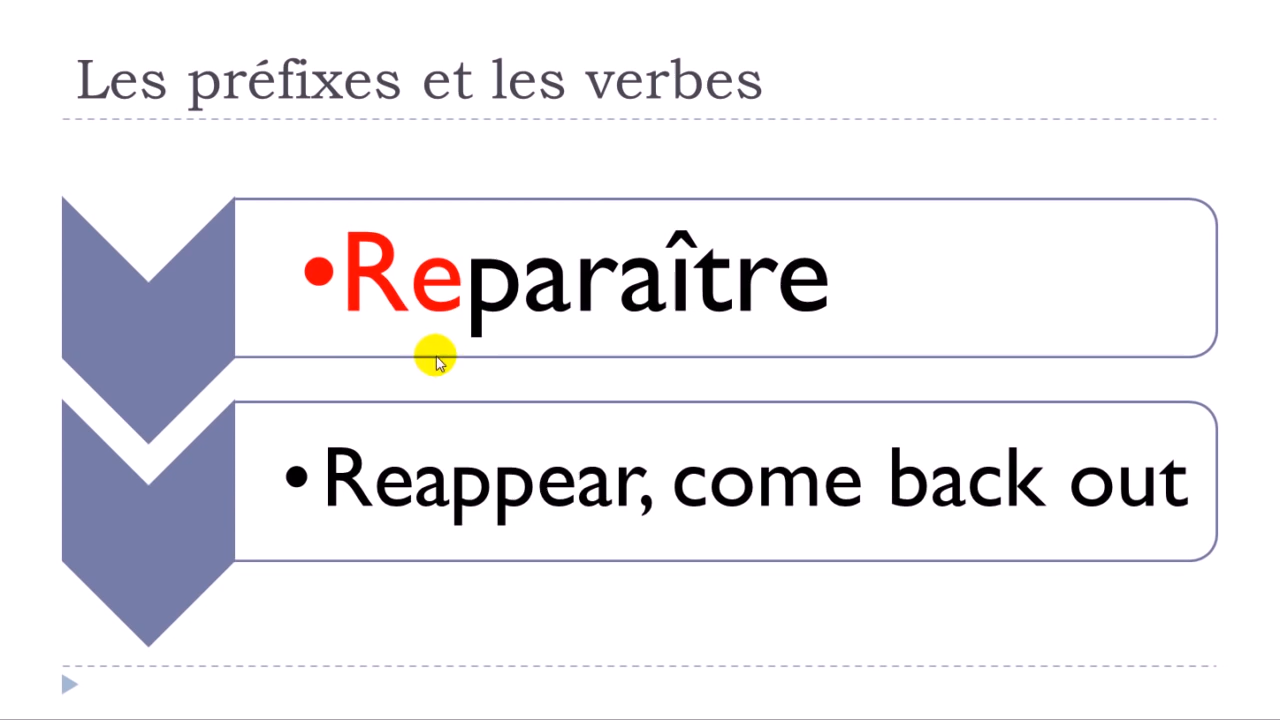 Les préfixes et les verbes
•Reparaître
•Reappear, come back out